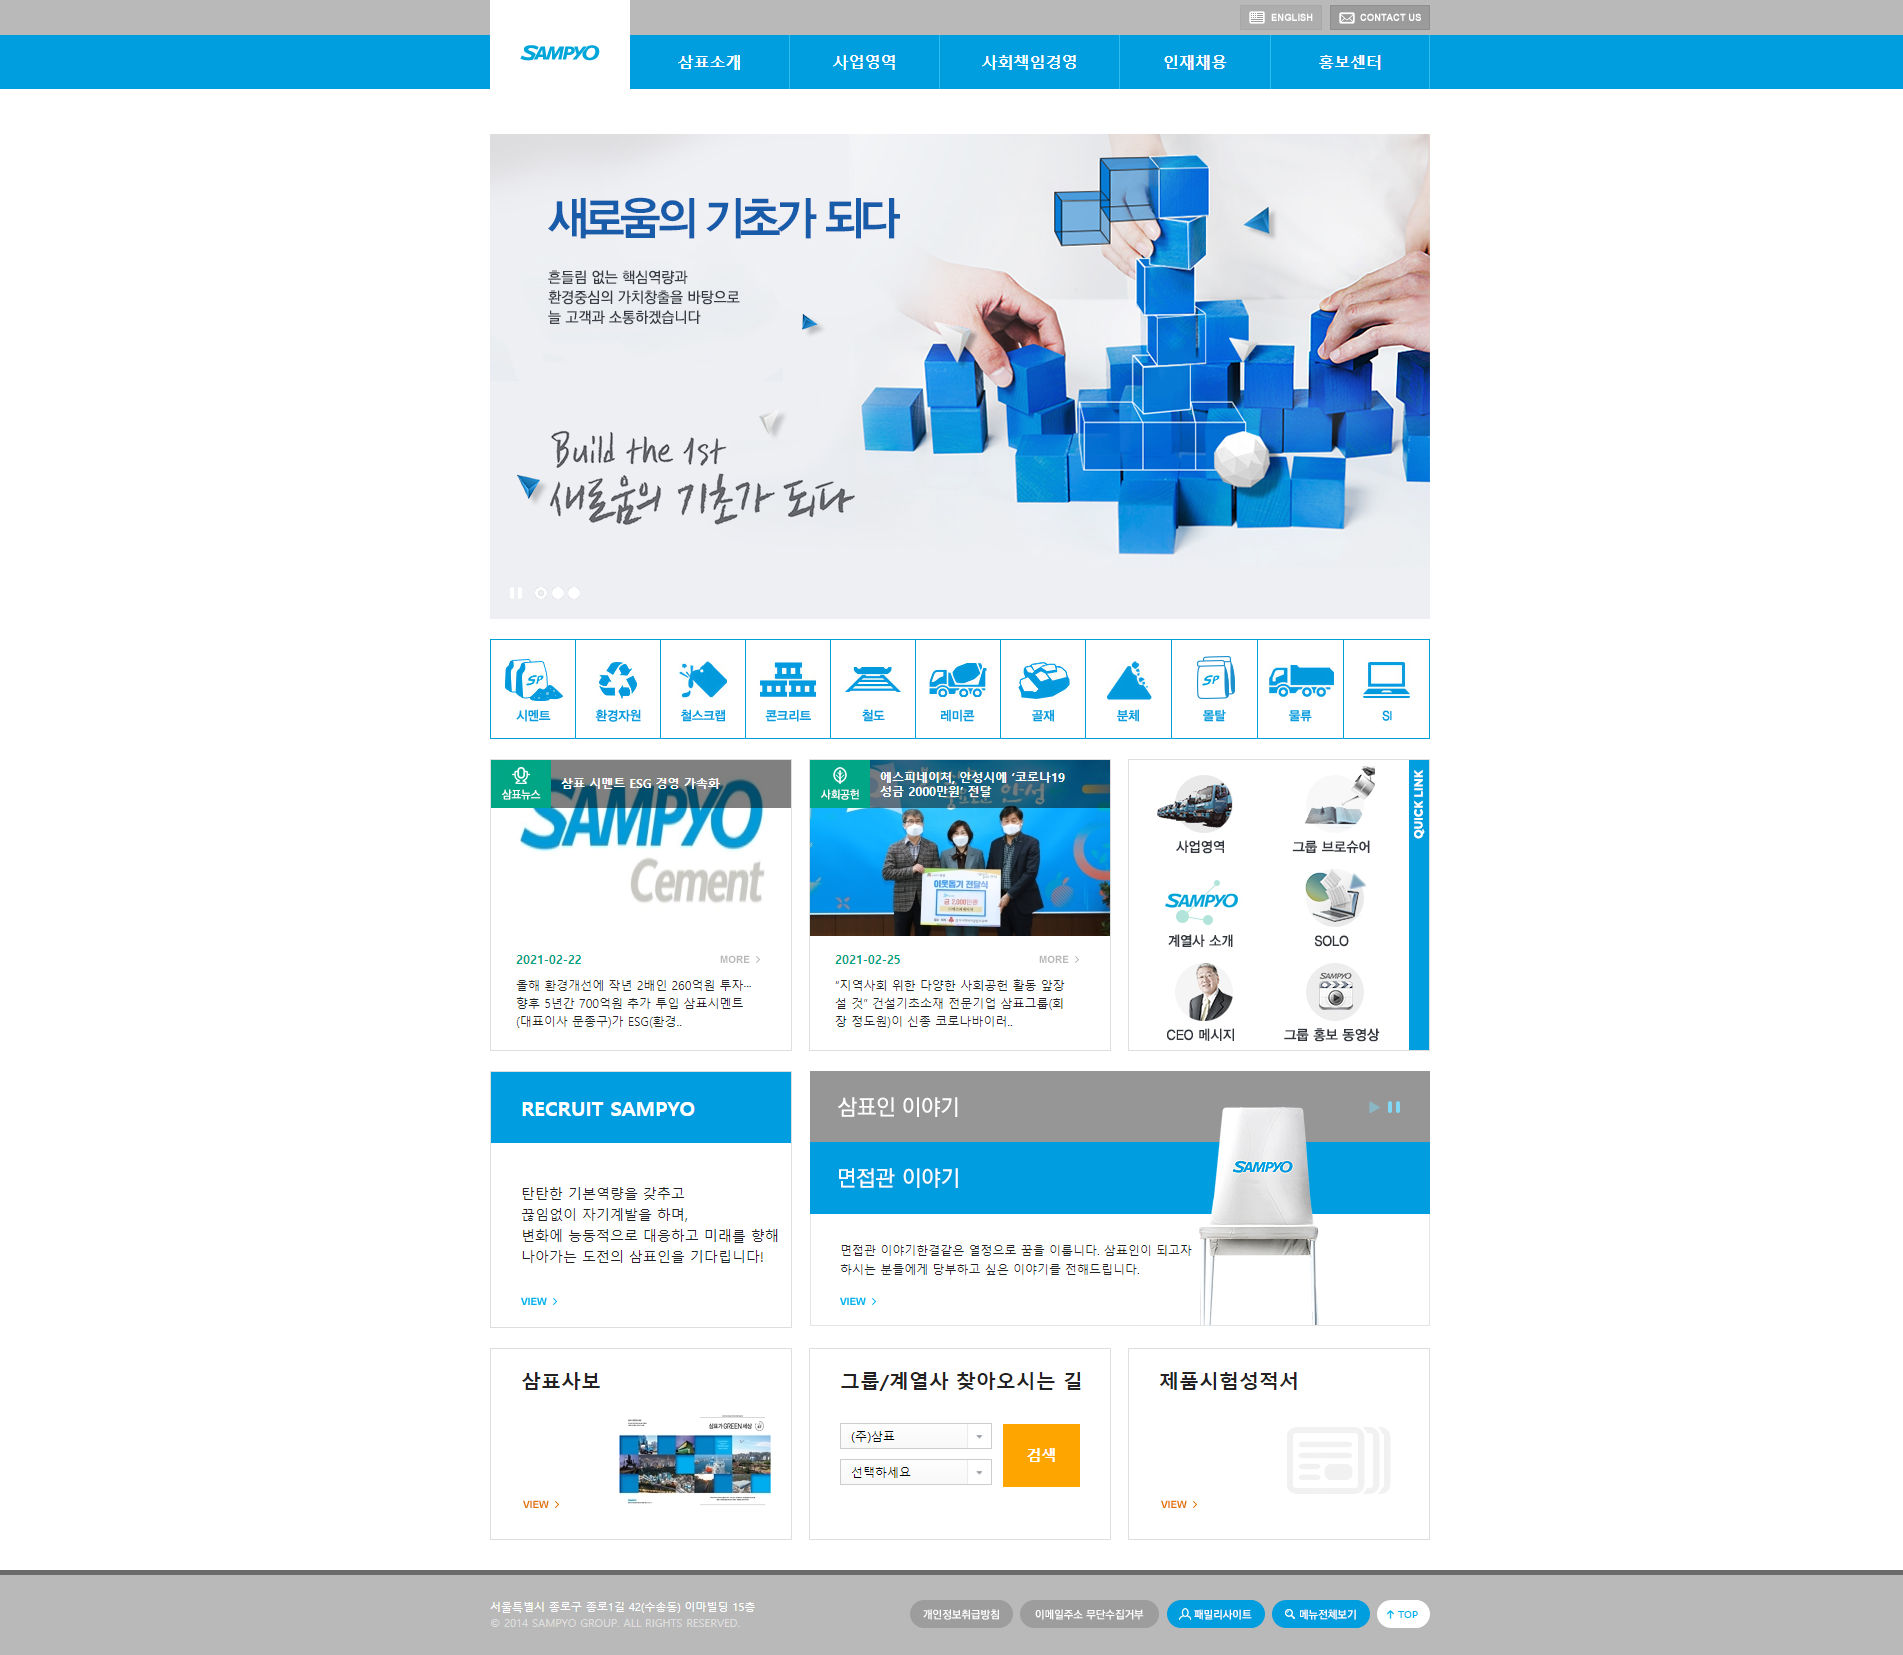 ENGLISH
CONTACT US
SAMPYO
삼표소개
사업영역
사회책임경영
인재채용
홍보센터
새로움의 기초가 되다
흔들림 없는 핵심역량과
환경중심의 가치창출을 바탕으로
늘 고객과 소통하겠습니다
Build the 1st
새로움의 기초가 되다
시멘트
환경자원
철스크랩
콘크리트
철도
레미콘
골재
분체
몰탈
물류
SI
SP
SP
삼표뉴스
삼표 시멘트 ESG 경영 가속화
SAMPYO
Cement
2021-02-22
MORE
올해 환경개선에 작년 2배인 260억원 투자…
향후 5년간 700억원 추가 투입 삼표시멘트
(대표이사 문종구)가 ESG(환경..
사회공헌
에스피네이처, 안성시에 ‘코로나19
성금 2000만원’ 전달
이웃돕기 전달식
금 2,000만원
2021-02-25
MORE
“지역사회 위한 다양한 사회공헌 활동 앞장
설 것” 건설기초소재 전문기업 삼표그룹(회
장 정도원)이 신종 코로나바이러..
QUICK LINK
사업영역
그룹 브로슈어
SAMPYO
계열사 소개
SOLO
CEO 메시지
SAMPYO
그룹 홍보 동영상
RECRUIT SAMPYO
탄탄한 기본역량을 갖추고
끊임없이 자기계발을 하며,
변화에 능동적으로 대응하고 미래를 향해
나아가는 도전의 삼표인을 기다립니다!
VIEW
삼표인 이야기
면접관 이야기
SAMPYO
면접관 이야기한결같은 열정으로 꿈을 이룹니다. 삼표인이 되고자
하시는 분들에게 당부하고 싶은 이야기를 전해드립니다.
VIEW
삼표사보
삼표가 GREEN 세상
VIEW
그룹/계열사 찾아오시는 길
(주)삼표
선택하세요
검색
제품시험성적서
VIEW
서울특별시 종로구 종로1길 42(수송동) 이마빌딩 15층
© 2014 SAMPYO GROUP. ALL RIGHTS RESERVED.
개인정보취급방침
이메일주소 무단수집거부
패밀리사이트
메뉴전체보기
TOP